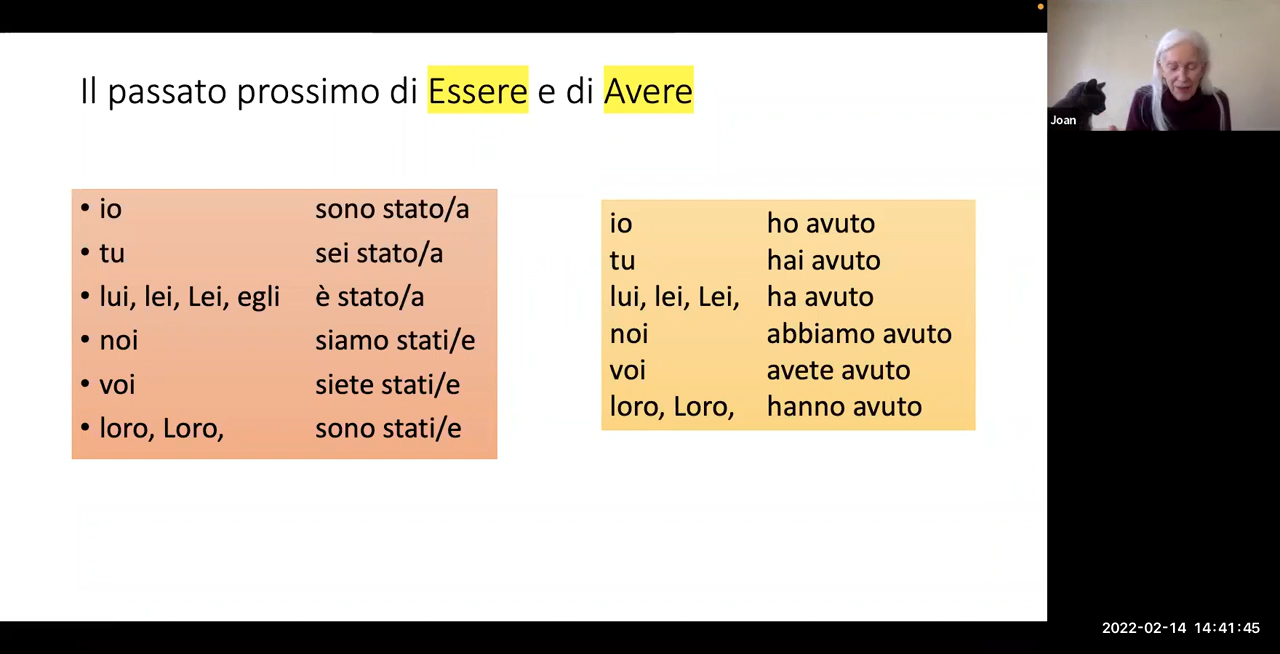 Il passato prossimo di Essere e di Avere
• io sono stato/a
• tu sei stato/a
• lui, lei, Lei, egli è stato/a
• noi siamo stati/e
• voi siete stati/e
• loro, Loro, sono stati/e
io ho avuto
tu hai avuto
lui, lei, Lei, ha avuto
noi abbiamo avuto
voi avete avuto
loro, Loro, hanno avuto
Joan
2022-02-14 14:41:45